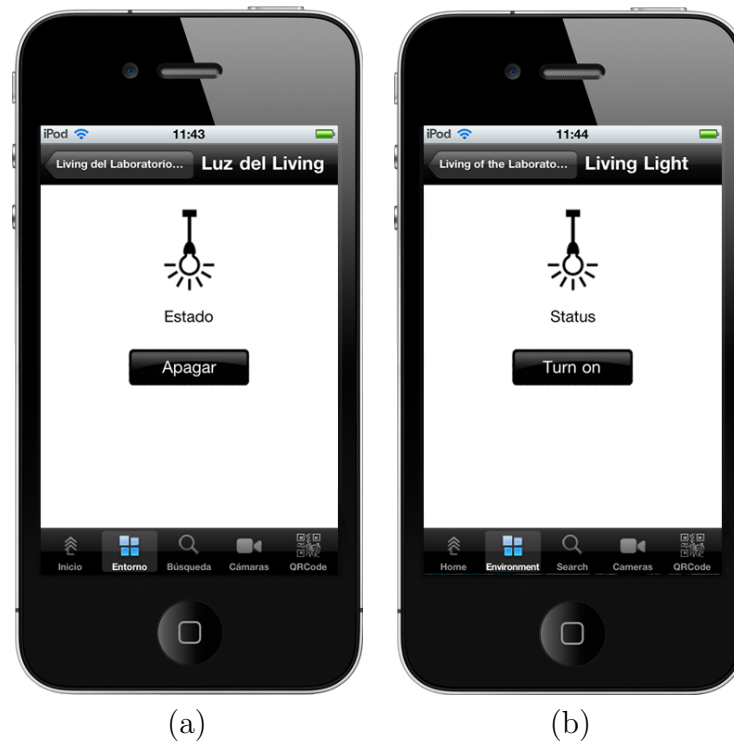 iPod 11:43
Living del Laboratorio... Luz del Living
Estado
Apagar
Inicio Entorno Búsqueda Cámaras QRCode
(a)
iPod 11:44
Living of the Laborato... Living Light
Status
Turn on
Home Environment Search Cameras QRCode
(b)